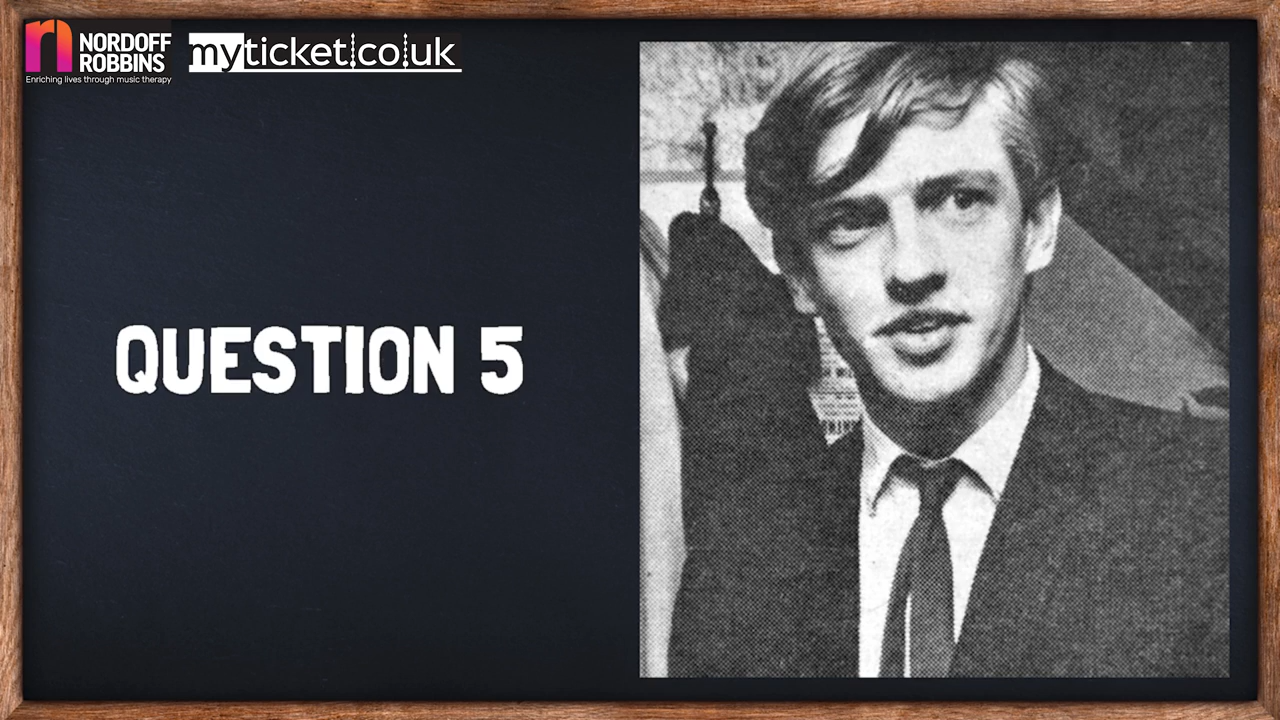 NORDOFF
ROBBINS
Enriching lives through music therapy
myticket.co.uk
QUESTION 5